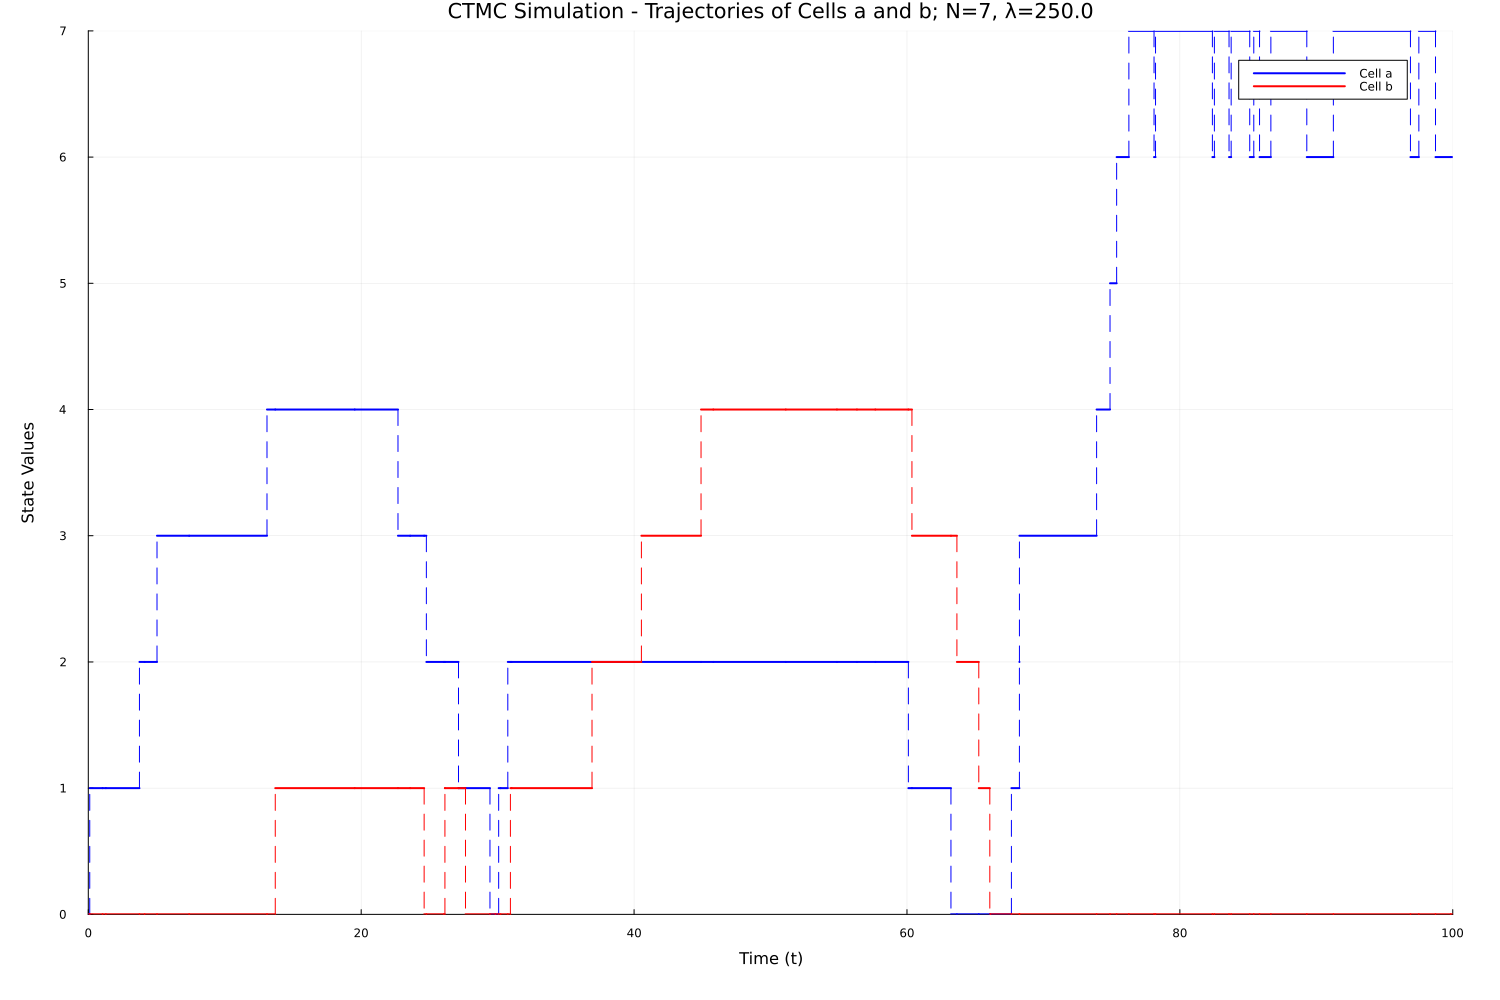 CTMC Simulation - Trajectories of Cells a and b; N=7, λ=250.0
7
Cell a
Cell b
6
5
4
State Values
3
2
1
0
0 20 40 60 80 100
Time (t)